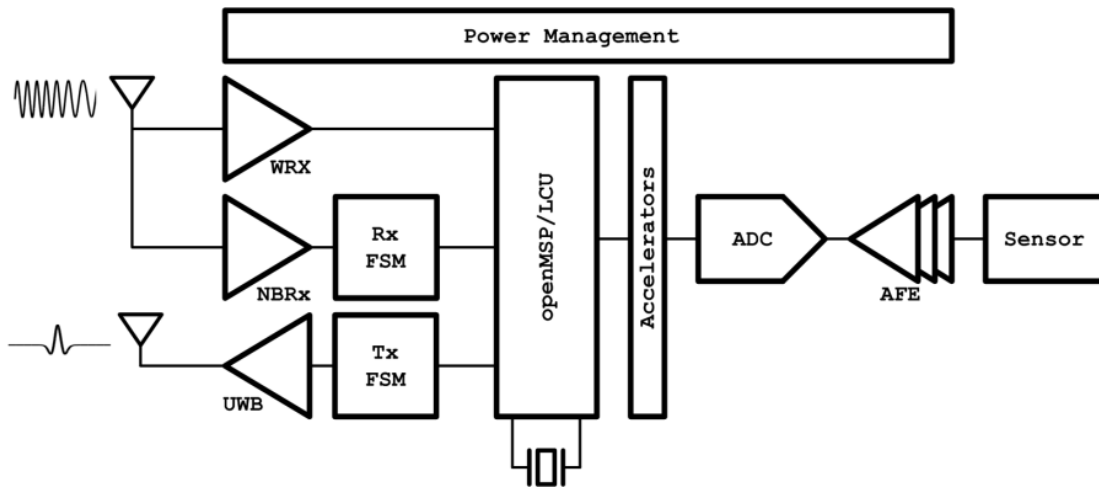 Power Management
WRX
NBRx
Rx
FSM
UWB
Tx
FSM
openMSP/LCU
Accelerators
ADC
AFE
Sensor